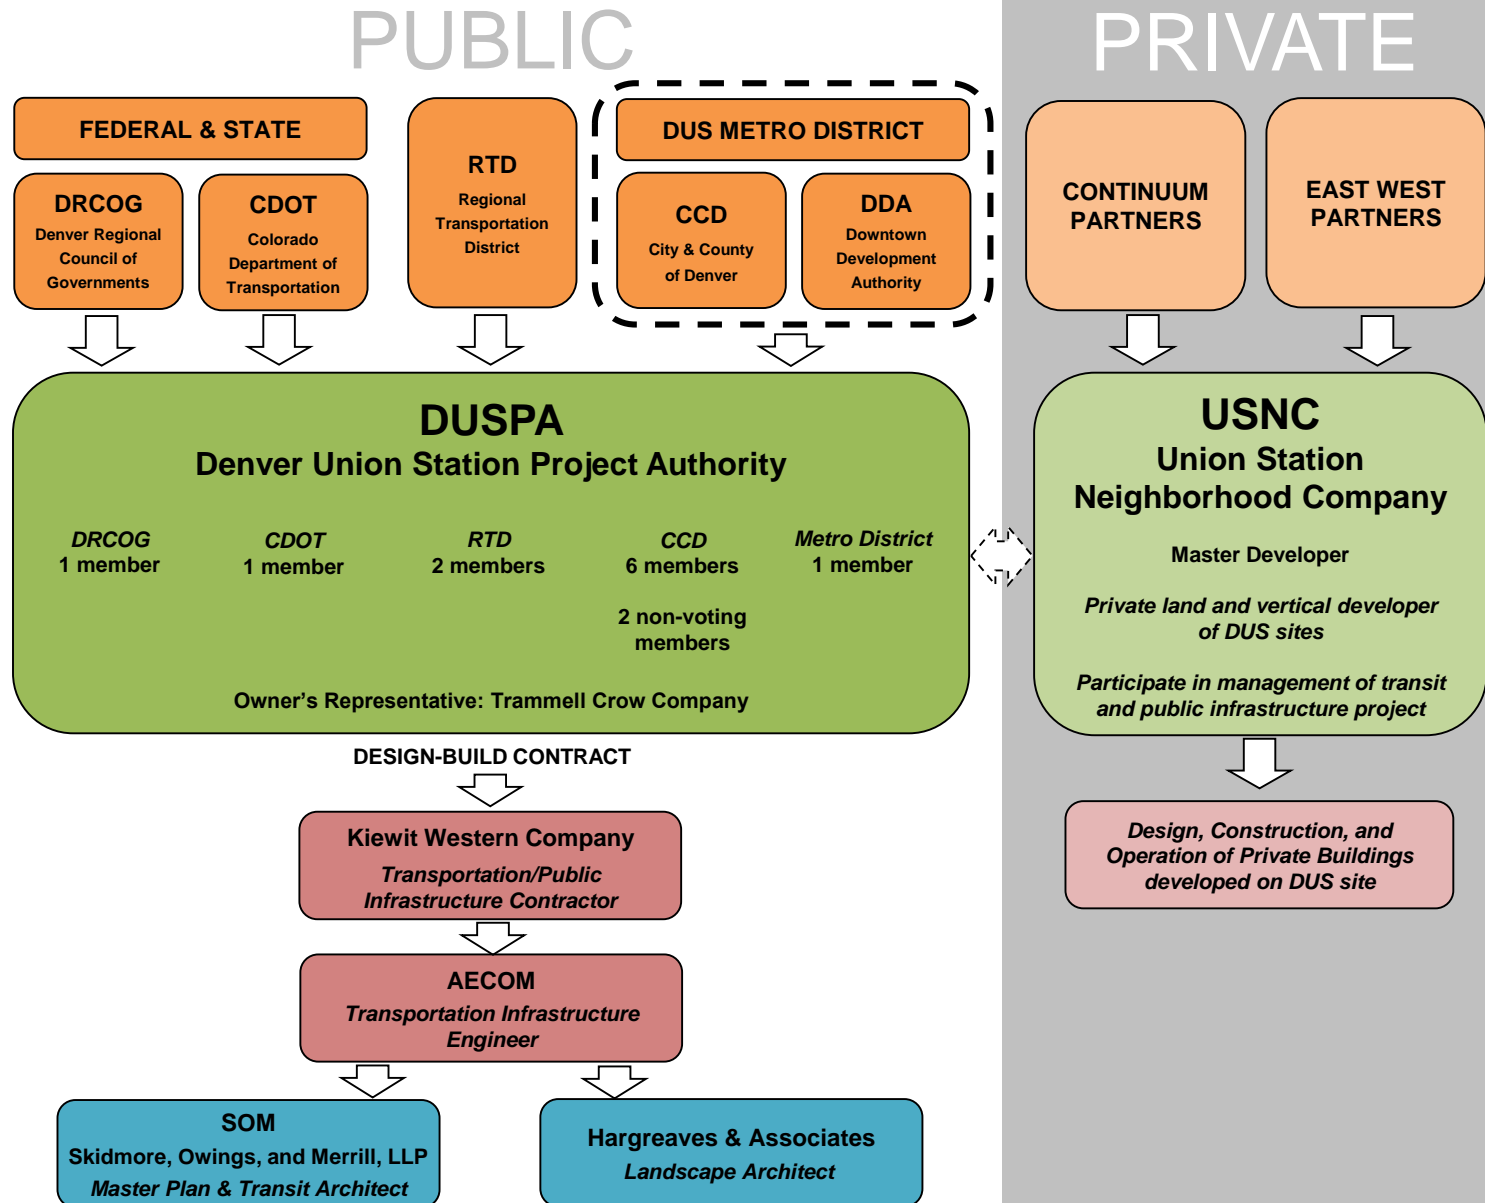 PUBLIC
PRIVATE
FEDERAL & STATE
DRCOG
Denver Regional
Council of
Governments
CDOT
Colorado
Department of
Transportation
RTD
Regional
Transportation
District
DUS METRO DISTRICT
CCD
City & County
of Denver
DDA
Downtown
Development
Authority
CONTINUUM
PARTNERS
EAST WEST
PARTNERS
DUSPA
Denver Union Station Project Authority
DRCOG
1 member
CDOT
1 member
RTD
2 members
CCD
6 members
2 non-voting
members
Metro District
1 member
Owner's Representative: Trammell Crow Company
USNC
Union Station
Neighborhood Company
Master Developer
Private land and vertical developer
of DUS sites
Participate in management of transit
and public infrastructure project
DESIGN-BUILD CONTRACT
Kiewit Western Company
Transportation/Public
Infrastructure Contractor
Design, Construction, and
Operation of Private Buildings
developed on DUS site
AECOM
Transportation Infrastructure
Engineer
SOM
Skidmore, Owings, and Merrill, LLP
Master Plan & Transit Architect
Hargreaves & Associates
Landscape Architect